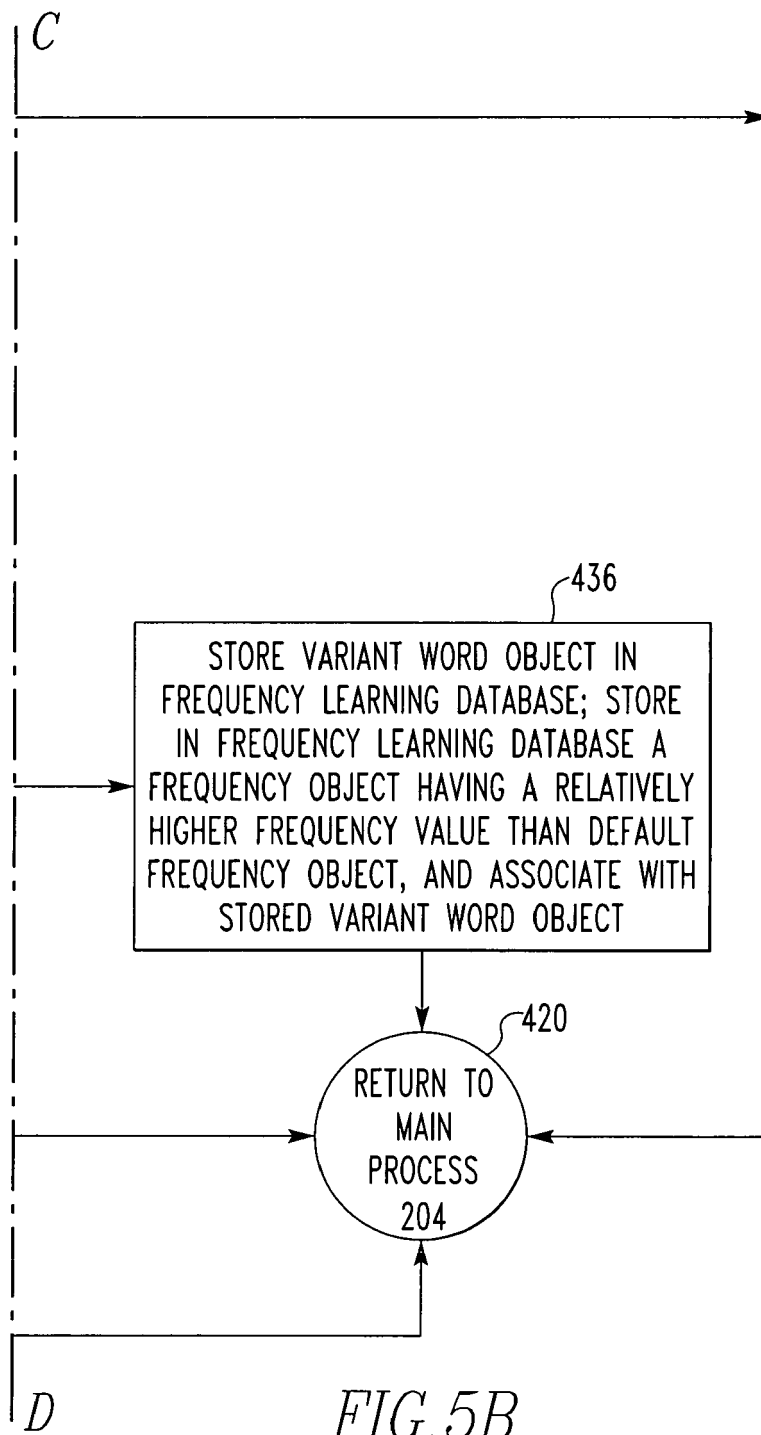 C
436
STORE VARIANT WORD OBJECT IN
FREQUENCY LEARNING DATABASE; STORE
IN FREQUENCY LEARNING DATABASE A
FREQUENCY OBJECT HAVING A RELATIVELY
HIGHER FREQUENCY VALUE THAN DEFAULT
FREQUENCY OBJECT, AND ASSOCIATE WITH
STORED VARIANT WORD OBJECT
420
RETURN TO
MAIN
PROCESS
204
D
FIG.5B